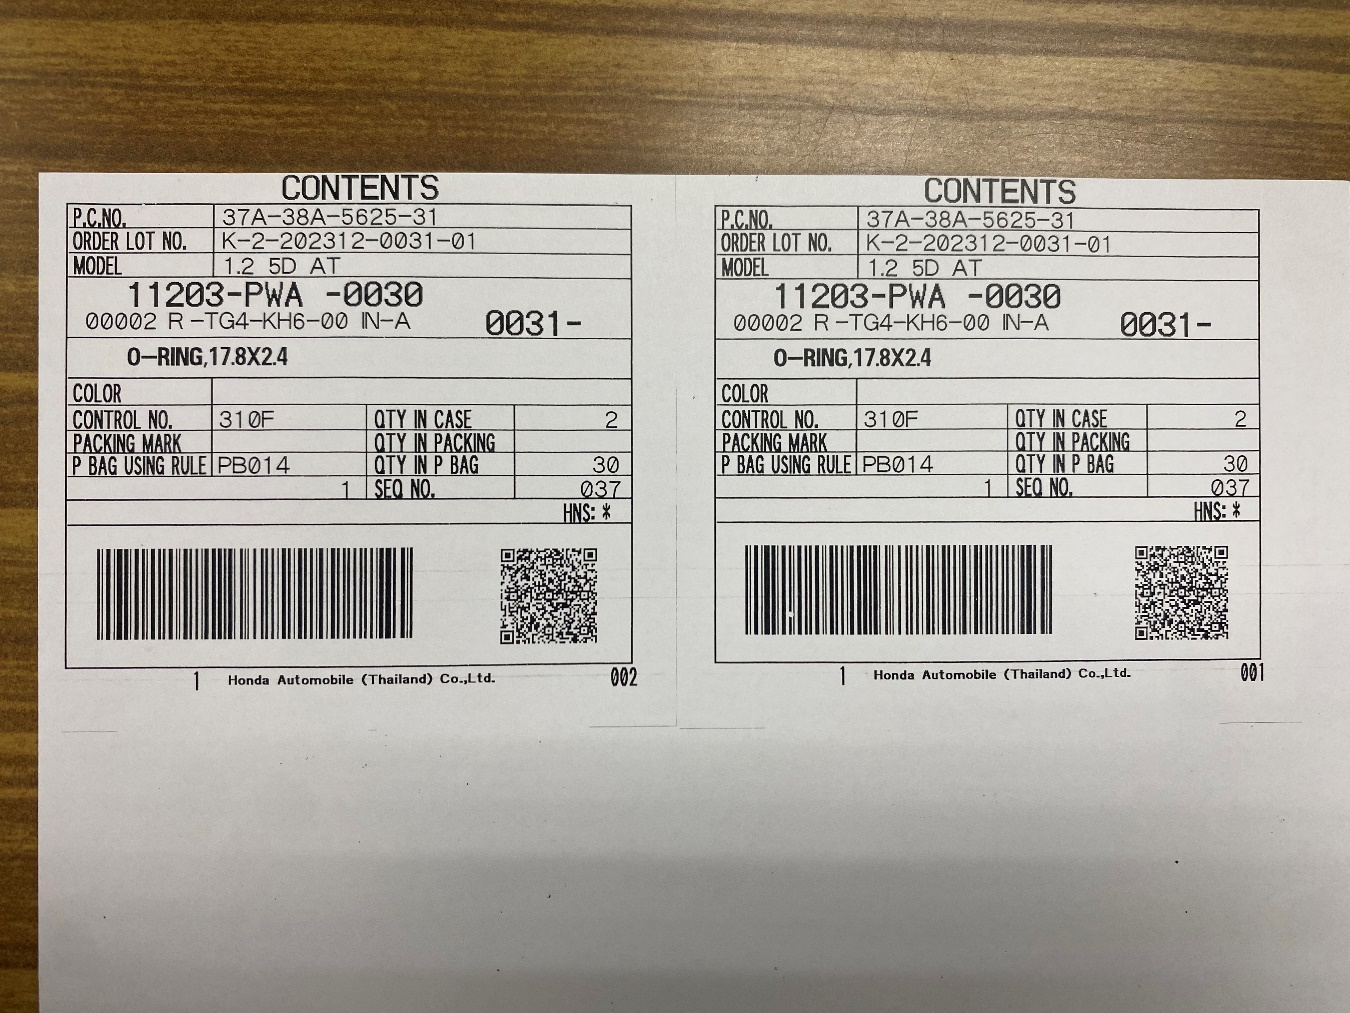 CONTENTS
P.C.NO. 37A-38A-5625-31
ORDER LOT NO. K-2-202312-0031-01
MODEL 1.2 5D AT
11203-PWA -0030
00002 R -TG4-KH6-00 IN-A 0031-
O-RING,17.8X2.4
COLOR
CONTROL NO. 310F QTY IN CASE 2
PACKING MARK QTY IN PACKING
P BAG USING RULE PB014 QTY IN P BAG 30
1 SEQ NO. 037
HNS: *
1 Honda Automobile (Thailand) Co.,Ltd. 002
CONTENTS
P.C.NO. 37A-38A-5625-31
ORDER LOT NO. K-2-202312-0031-01
MODEL 1.2 5D AT
11203-PWA -0030
00002 R -TG4-KH6-00 IN-A 0031-
O-RING,17.8X2.4
COLOR
CONTROL NO. 310F QTY IN CASE 2
PACKING MARK QTY IN PACKING
P BAG USING RULE PB014 QTY IN P BAG 30
1 SEQ NO. 037
HNS: *
1 Honda Automobile (Thailand) Co.,Ltd. 001